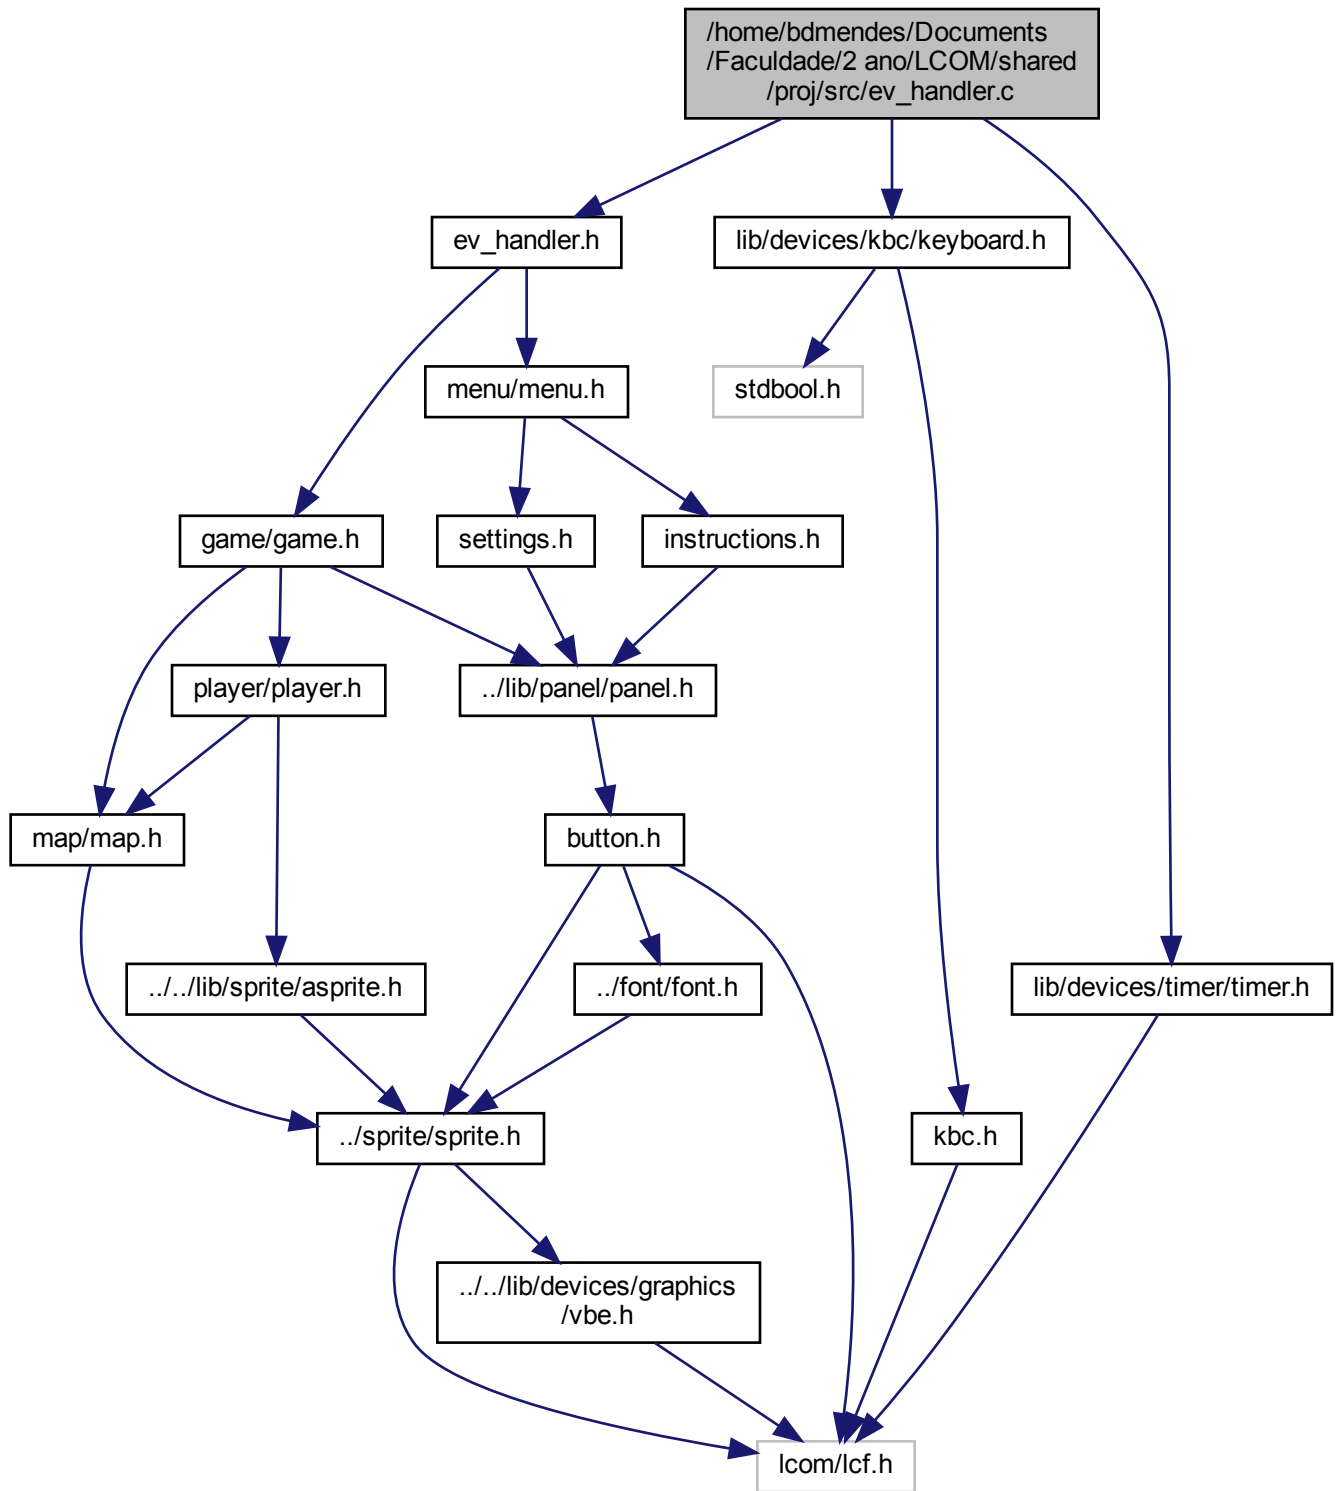 /home/bdmendes/Documents
/Faculdade/2 ano/LCOM/shared
/proj/src/ev_handler.c
ev_handler.h
lib/devices/kbc/keyboard.h
menu/menu.h
stdbool.h
game/game.h
settings.h
instructions.h
player/player.h
../lib/panel/panel.h
map/map.h
button.h
../../lib/sprite/asprite.h
../font/font.h
lib/devices/timer/timer.h
../sprite/sprite.h
kbc.h
../../lib/devices/graphics
/vbe.h
lcom/lcf.h